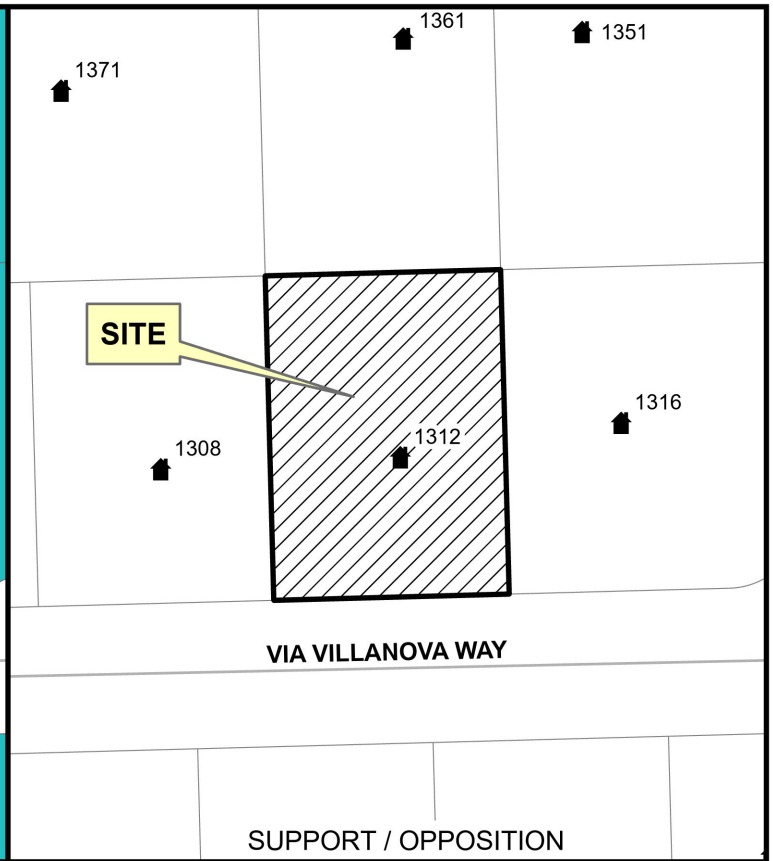 1361
1351
1371
SITE
1316
1312
1308
VIA VILLANOVA WAY
SUPPORT / OPPOSITION